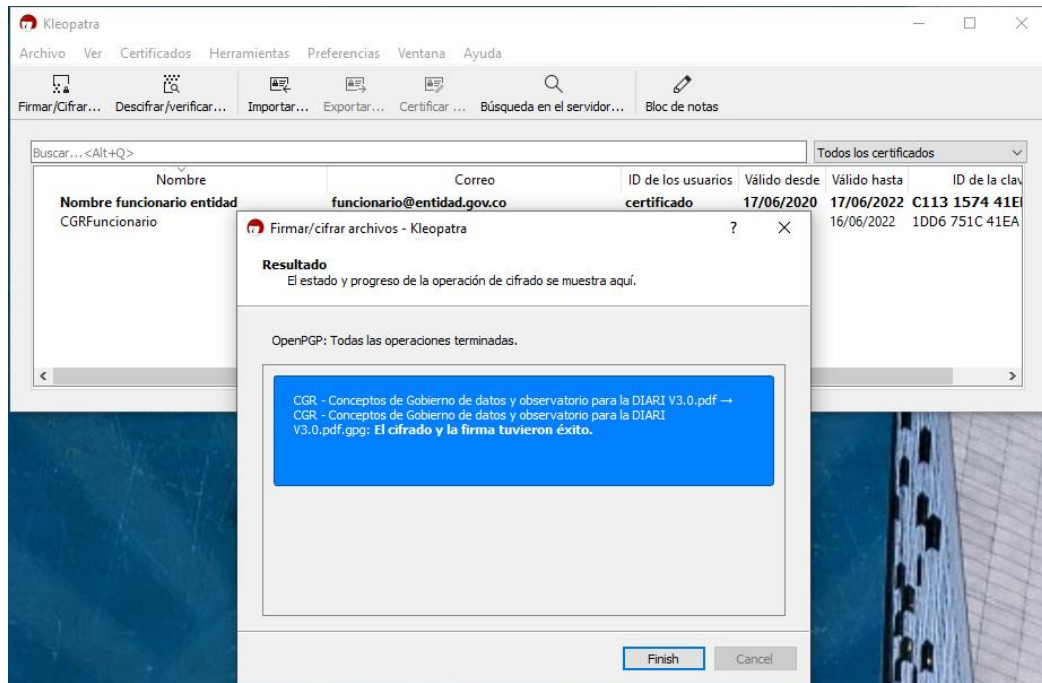 Kleopatra
Archivo Ver Certificados Herramientas Preferencias Ventana Ayuda
Firmar/Cifrar... Descifrar/verificar... Importar... Exportar... Certificar ... Búsqueda en el servidor... Bloc de notas
Buscar...<Alt+Q> Todos los certificados
Nombre Correo ID de los usuarios Válido desde Válido hasta ID de la clav
Nombre funcionario entidad funcionario@entidad.gov.co certificado 17/06/2020 17/06/2022 C113 1574 41E
CGRFuncionario 16/06/2022 1DD6 751C 41EA
Firmar/cifrar archivos - Kleopatra
Resultado
El estado y progreso de la operación de cifrado se muestra aquí.
OpenPGP: Todas las operaciones terminadas.
CGR - Conceptos de Gobierno de datos y observatorio para la DIARI V3.0.pdf →
CGR - Conceptos de Gobierno de datos y observatorio para la DIARI
V3.0.pdf.gpg: El cifrado y la firma tuvieron éxito.
Finish Cancel